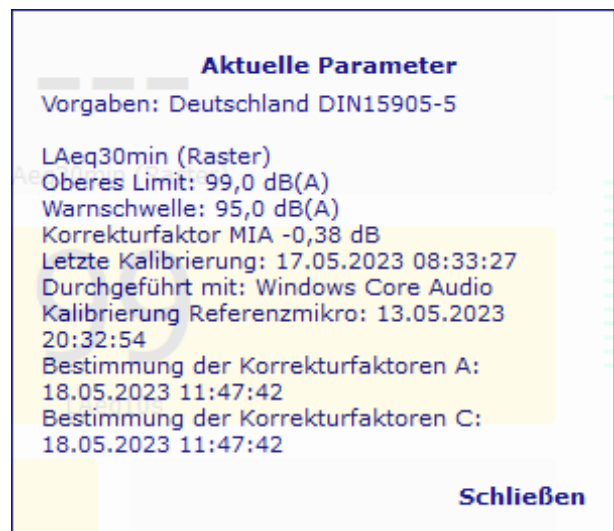 Aktuelle Parameter
Vorgaben: Deutschland DIN15905-5
LAeq30min (Raster)
Oberes Limit: 99,0 dB(A)
Warnschwelle: 95,0 dB(A)
Korrekturfaktor MIA -0,38 dB
Letzte Kalibrierung: 17.05.2023 08:33:27
Durchgeführt mit: Windows Core Audio
Kalibrierung Referenzmikro: 13.05.2023
20:32:54
Bestimmung der Korrekturfaktoren A:
18.05.2023 11:47:42
Bestimmung der Korrekturfaktoren C:
18.05.2023 11:47:42
Schließen